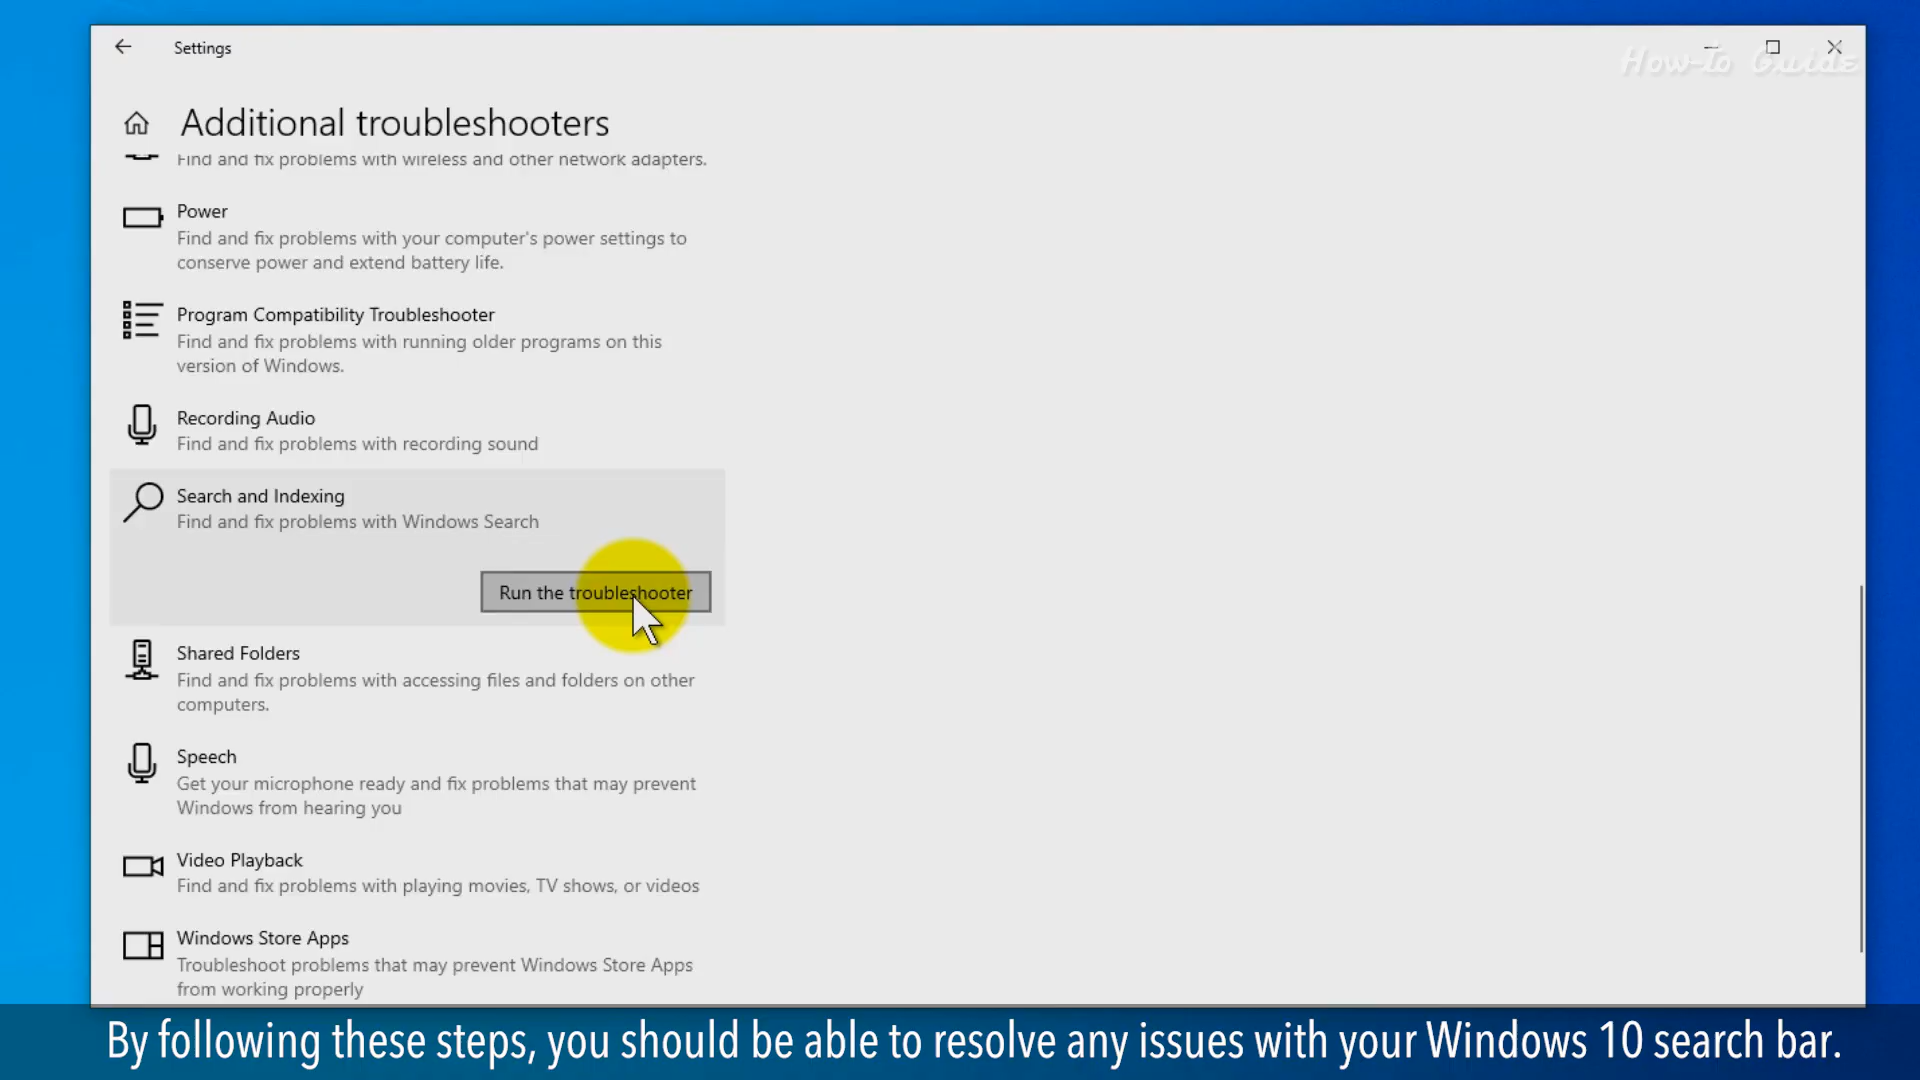 Settings
How-to Guide
Additional troubleshooters
Find and fix problems with wireless and other network adapters.
Power
Find and fix problems with your computer's power settings to
conserve power and extend battery life.
Program Compatibility Troubleshooter
Find and fix problems with running older programs on this
version of Windows.
Recording Audio
Find and fix problems with recording sound
Search and Indexing
Find and fix problems with Windows Search
Run the troubleshooter
Shared Folders
Find and fix problems with accessing files and folders on other
computers.
Speech
Get your microphone ready and fix problems that may prevent
Windows from hearing you
Video Playback
Find and fix problems with playing movies, TV shows, or videos
Windows Store Apps
Troubleshoot problems that may prevent Windows Store Apps
from working properly
By following these steps, you should be able to resolve any issues with your Windows 10 search bar.